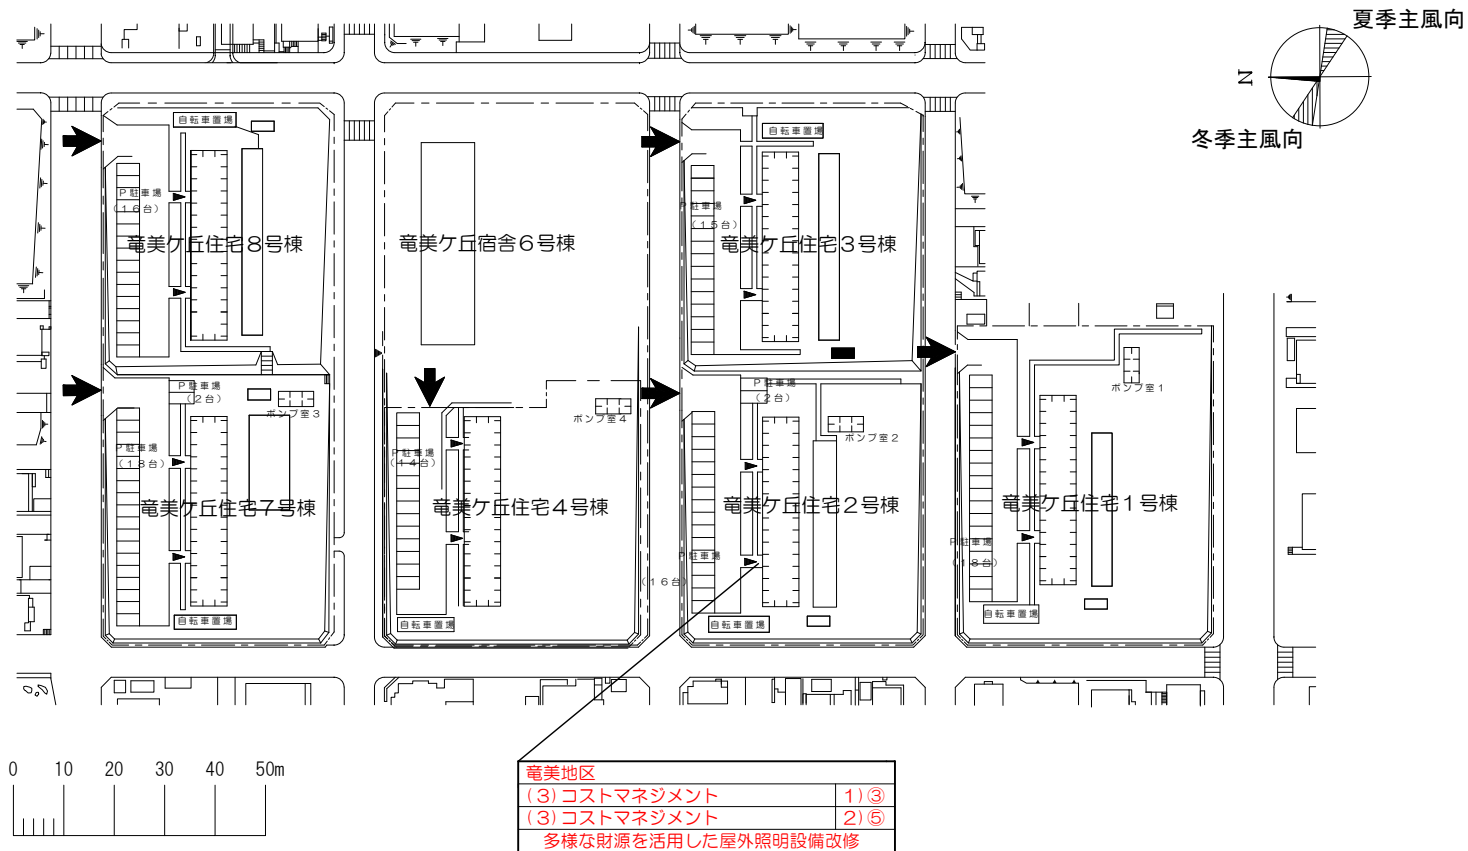 夏季主風向
N
冬季主風向
自転車置場
P駐車場
(16台)
竜美ケ丘住宅8号棟
竜美ケ丘宿舎6号棟
自転車置場
P駐車場
(15台)
竜美ケ丘住宅3号棟
P駐車場
(2台)
ポンプ室3
P駐車場
(18台)
竜美ケ丘住宅7号棟
自転車置場
ポンプ室4
P駐車場
(14台)
竜美ケ丘住宅4号棟
自転車置場
P駐車場
(2台)
ポンプ室2
竜美ケ丘住宅2号棟
P駐車場
(16台)
自転車置場
ポンプ室1
竜美ケ丘住宅1号棟
P駐車場
(18台)
自転車置場
0 10 20 30 40 50m
竜美地区
(3)コストマネジメント 1)③
(3)コストマネジメント 2)⑤
多様な財源を活用した屋外照明設備改修